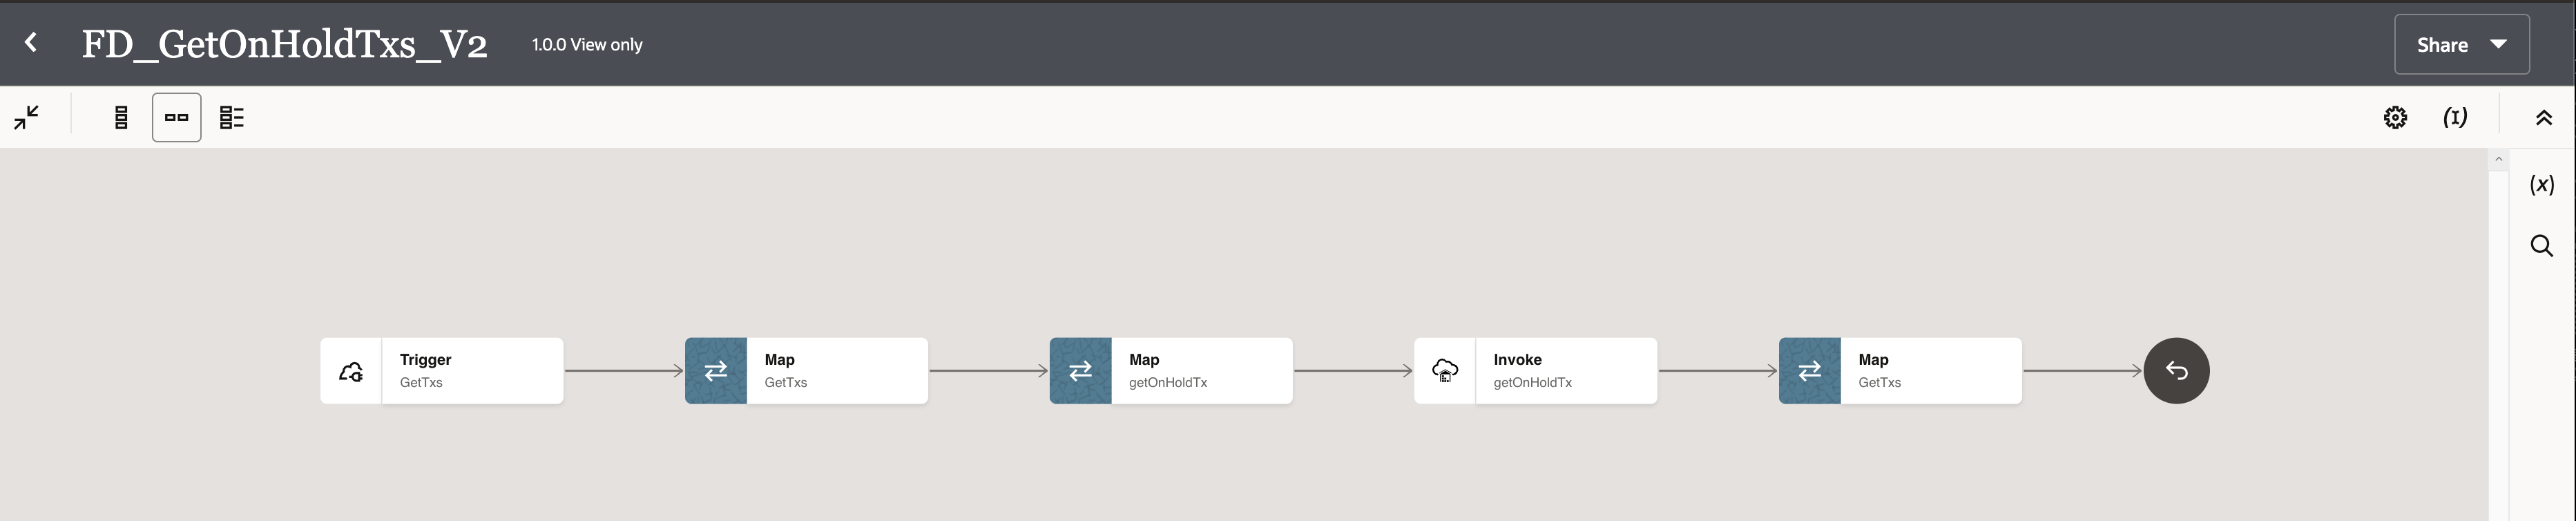 FD_GetOnHoldTxs_V2
1.0.0 View only
Share
(I)
(x)
Trigger
GetTxs
Map
GetTxs
Map
getOnHoldTx
Invoke
getOnHoldTx
Map
GetTxs